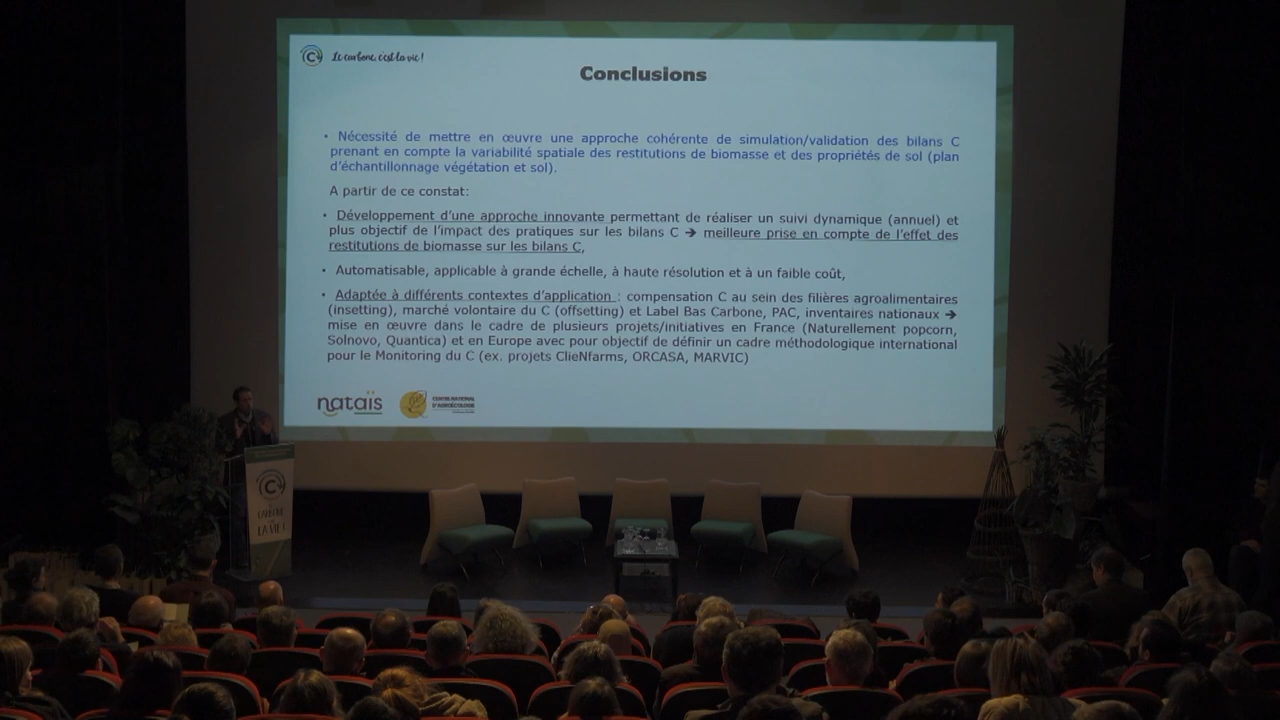 Le carbone, c'est la vie !
Conclusions
• Nécessité de mettre en œuvre une approche cohérente de simulation/validation des bilans C
prenant en compte la variabilité spatiale des restitutions de biomasse et des propriétés de sol (plan
d'échantillonnage végétation et sol).
A partir de ce constat:
• Développement d'une approche innovante permettant de réaliser un suivi dynamique (annuel) et
plus objectif de l'impact des pratiques sur les bilans C ➔ meilleure prise en compte de l'effet des
restitutions de biomasse sur les bilans C,
• Automatisable, applicable à grande échelle, à haute résolution et à un faible coût,
• Adaptée à différents contextes d'application : compensation C au sein des filières agroalimentaires
(insetting), marché volontaire du C (offsetting) et Label Bas Carbone, PAC, inventaires nationaux ➔
mise en œuvre dans le cadre de plusieurs projets/initiatives en France (Naturellement popcorn,
Solnovo, Quantica) et en Europe avec pour objectif de définir un cadre méthodologique international
pour le Monitoring du C (ex. projets ClieNfarms, ORCASA, MARVIC)
nataïs
CENTRE NATIONAL
D'AGROÉCOLOGIE
C
CARBONE
LA VIE !